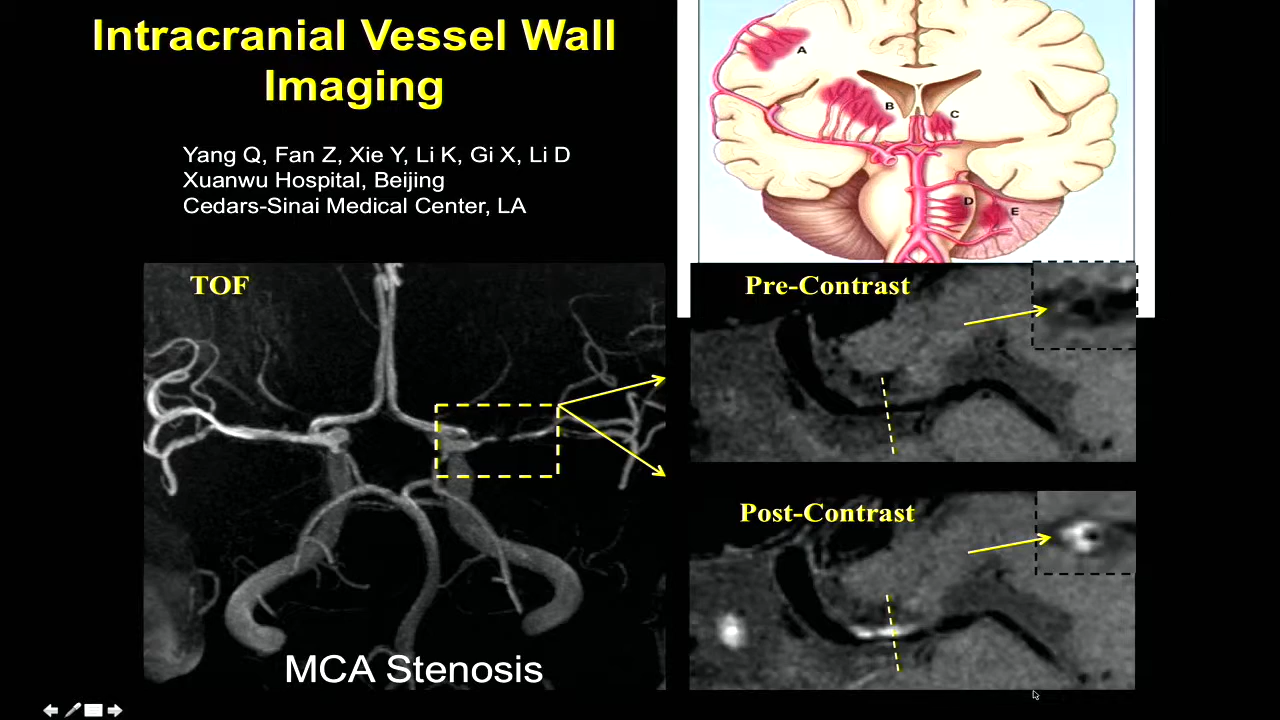 Intracranial Vessel Wall
Imaging
Yang Q, Fan Z, Xie Y, Li K, Gi X, Li D
Xuanwu Hospital, Beijing
Cedars-Sinai Medical Center, LA
A
B
C
D
E
TOF
Pre-Contrast
Post-Contrast
MCA Stenosis